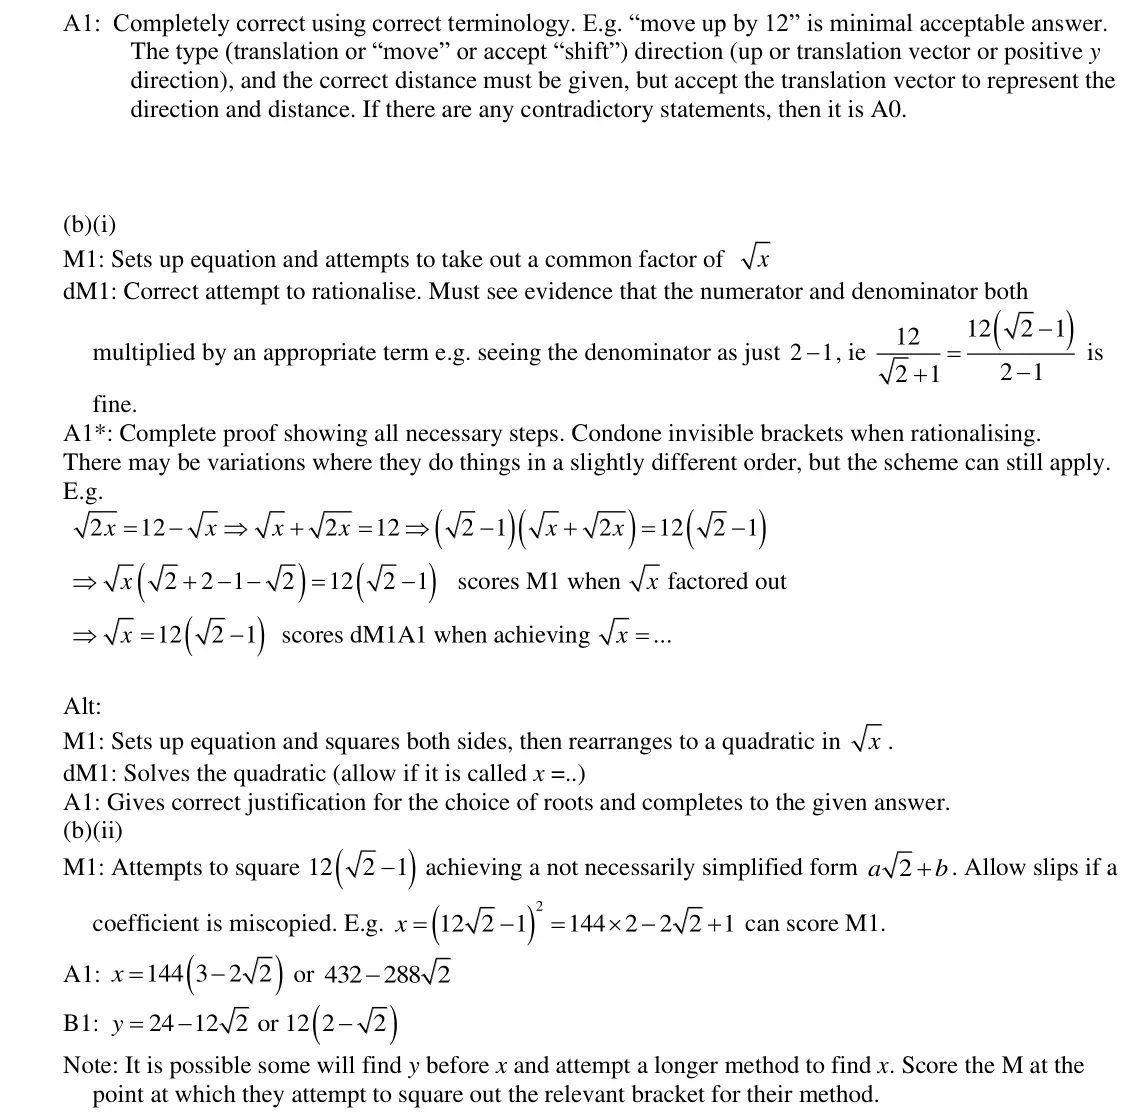 A1: Completely correct using correct terminology. E.g. “move up by 12” is minimal acceptable answer.
The type (translation or “move” or accept “shift”) direction (up or translation vector or positive y
direction), and the correct distance must be given, but accept the translation vector to represent the
direction and distance. If there are any contradictory statements, then it is A0.
(b)(i)
M1: Sets up equation and attempts to take out a common factor of √x
dM1: Correct attempt to rationalise. Must see evidence that the numerator and denominator both
multiplied by an appropriate term e.g. seeing the denominator as just 2−1, ie 12/(√2+1) = 12(√2−1)/(2−1) is
fine.
A1*: Complete proof showing all necessary steps. Condone invisible brackets when rationalising.
There may be variations where they do things in a slightly different order, but the scheme can still apply.
E.g.
√(2x) = 12−√x ⇒ √x+√(2x) = 12 ⇒ (√2−1)(√x+√(2x)) = 12(√2−1)
⇒ √x(√2+2−1−√2) = 12(√2−1) scores M1 when √x factored out
⇒ √x = 12(√2−1) scores dM1A1 when achieving √x = ...
Alt:
M1: Sets up equation and squares both sides, then rearranges to a quadratic in √x .
dM1: Solves the quadratic (allow if it is called x =..)
A1: Gives correct justification for the choice of roots and completes to the given answer.
(b)(ii)
M1: Attempts to square 12(√2−1) achieving a not necessarily simplified form a√2+b. Allow slips if a
coefficient is miscopied. E.g. x = (12√2−1)² = 144×2−2√2+1 can score M1.
A1: x = 144(3−2√2) or 432−288√2
B1: y = 24−12√2 or 12(2−√2)
Note: It is possible some will find y before x and attempt a longer method to find x. Score the M at the
point at which they attempt to square out the relevant bracket for their method.